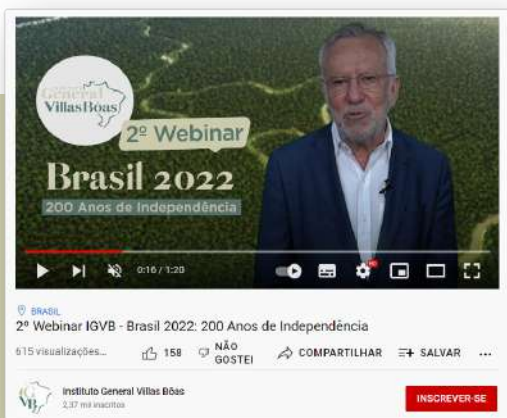 General
Villas Bôas
2º Webinar
Brasil 2022
200 Anos de Independência
0:16 / 1:20
HD
BRASIL
2º Webinar IGVB - Brasil 2022: 200 Anos de Independência
615 visualizações...
158
NÃO
GOSTEI
COMPARTILHAR
SALVAR
...
VB
Instituto General Villas Bôas
2,37 mil inscritos
INSCREVER-SE